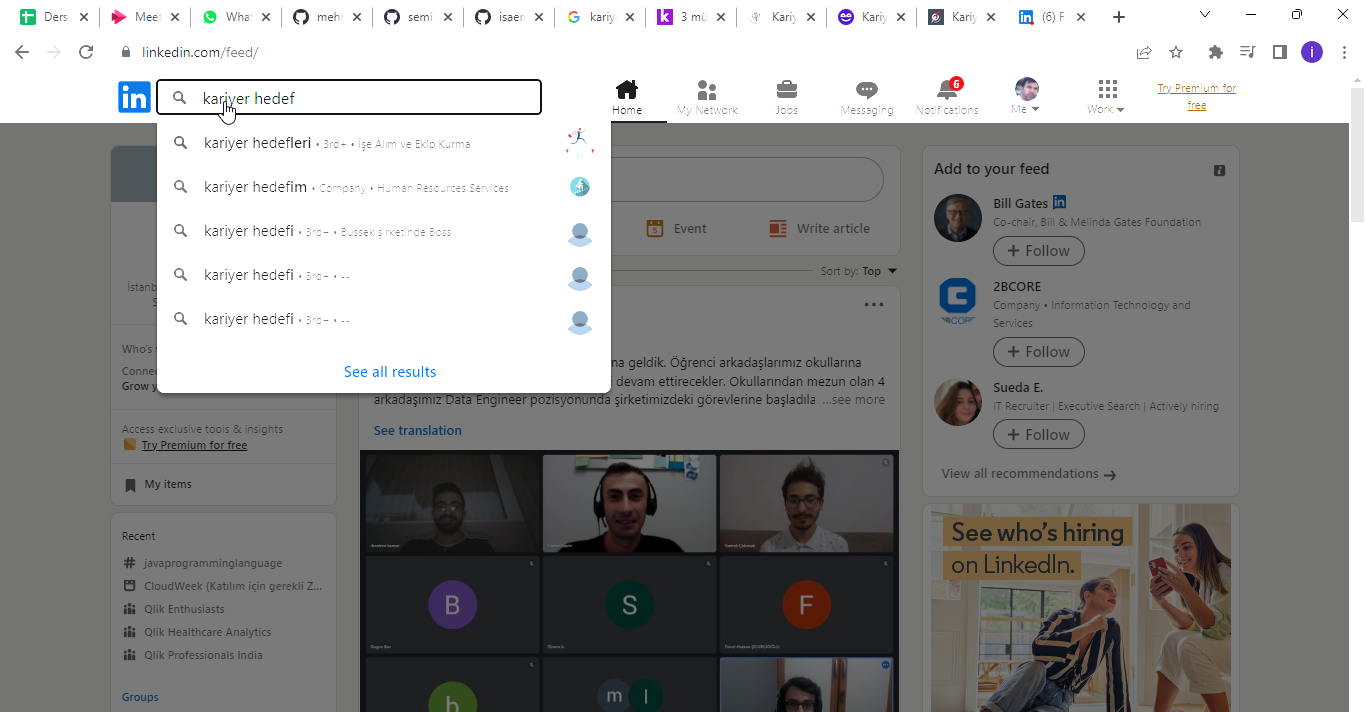 Ders
Meet
What
mehr
semi
isaer
kariy
3 mü
Kariy
Kariy
Kariy
(6) F
linkedin.com/feed/
i
in
kariyer hedef
Home
My Network
Jobs
Messaging
6
Notifications
Me
Work
Try Premium for
free
kariyer hedefleri • 3rd+ • İşe Alım ve Ekip Kurma
kariyer hedefim • Company • Human Resources Services
kariyer hedefi • 3rd+ • Bussek şirketinde Boss
kariyer hedefi • 3rd+ • --
kariyer hedefi • 3rd+ • --
See all results
İstanb
S
Who's
Connec
Grow y
Access exclusive tools & insights
Try Premium for free
My items
Recent
# javaprogramminglanguage
CloudWeek (Katılım için gerekli Z...
Qlik Enthusiasts
Qlik Healthcare Analytics
Qlik Professionals India
Groups
Event
Write article
Sort by: Top
na geldik. Öğrenci arkadaşlarımız okullarına
devam ettirecekler. Okullarından mezun olan 4
arkadaşımız Data Engineer pozisyonunda şirketimizdeki görevlerine başladıla ...see more
See translation
B
S
F
h
m
l
Add to your feed
Bill Gates in
Co-chair, Bill & Melinda Gates Foundation
+ Follow
2BCORE
Company • Information Technology and
Services
+ Follow
Sueda E.
IT Recruiter | Executive Search | Actively hiring
+ Follow
View all recommendations →
See who's hiring
on LinkedIn.